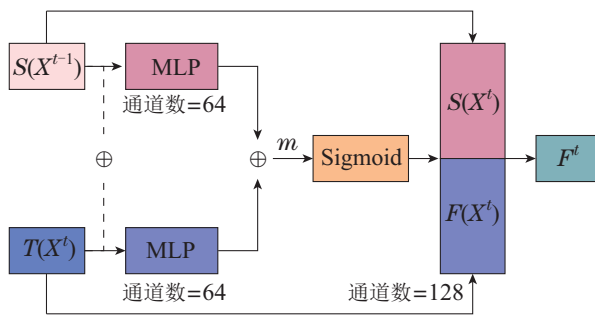 S(X^{t-1})
MLP
通道数=64
S(X^t)
⊕
⊕
m
Sigmoid
F^t
T(X^t)
MLP
通道数=64
F(X^t)
通道数=128